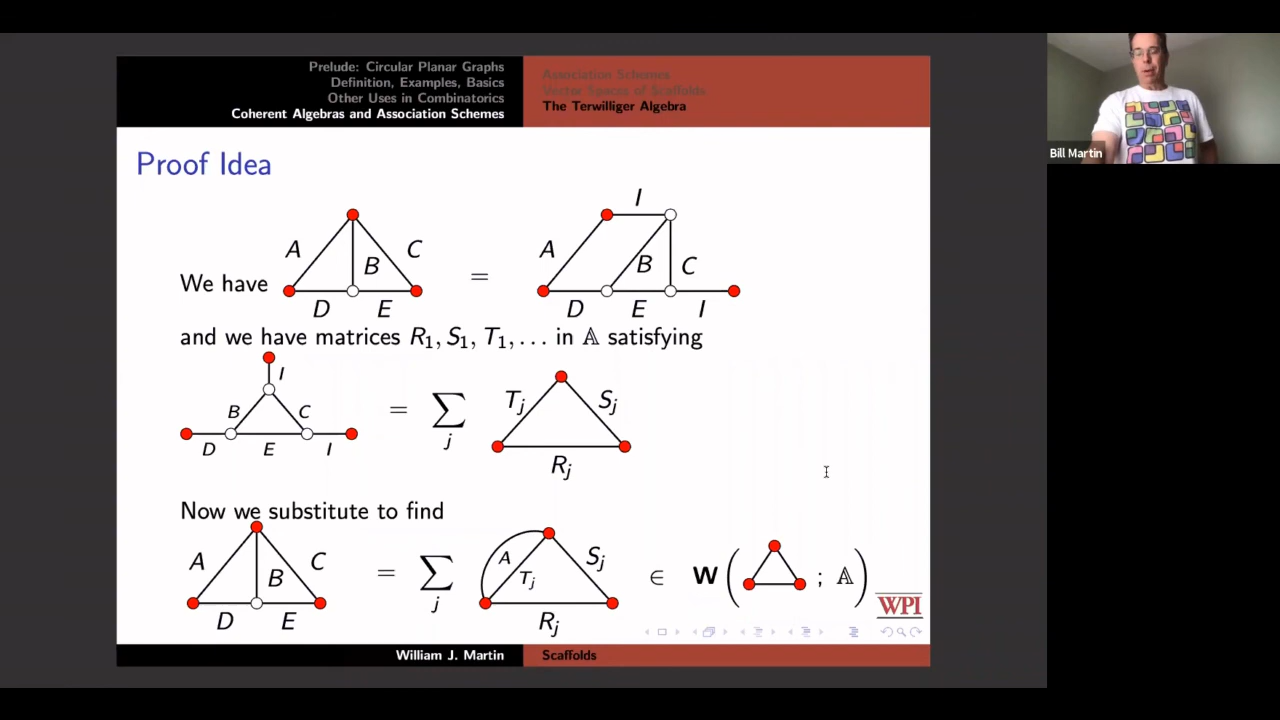 Prelude: Circular Planar Graphs
Definition, Examples, Basics
Other Uses in Combinatorics
Coherent Algebras and Association Schemes
Association Schemes
Vector Spaces of Scaffolds
The Terwilliger Algebra
Bill Martin
Proof Idea
We have
A B C D E
=
I A B C D E I
and we have matrices R₁, S₁, T₁, … in 𝔸 satisfying
I B C D E I
= ∑ j
Tⱼ Sⱼ Rⱼ
Now we substitute to find
A B C D E
= ∑ j
A Tⱼ Sⱼ Rⱼ
∈ W ( ; 𝔸 )
WPI
William J. Martin
Scaffolds